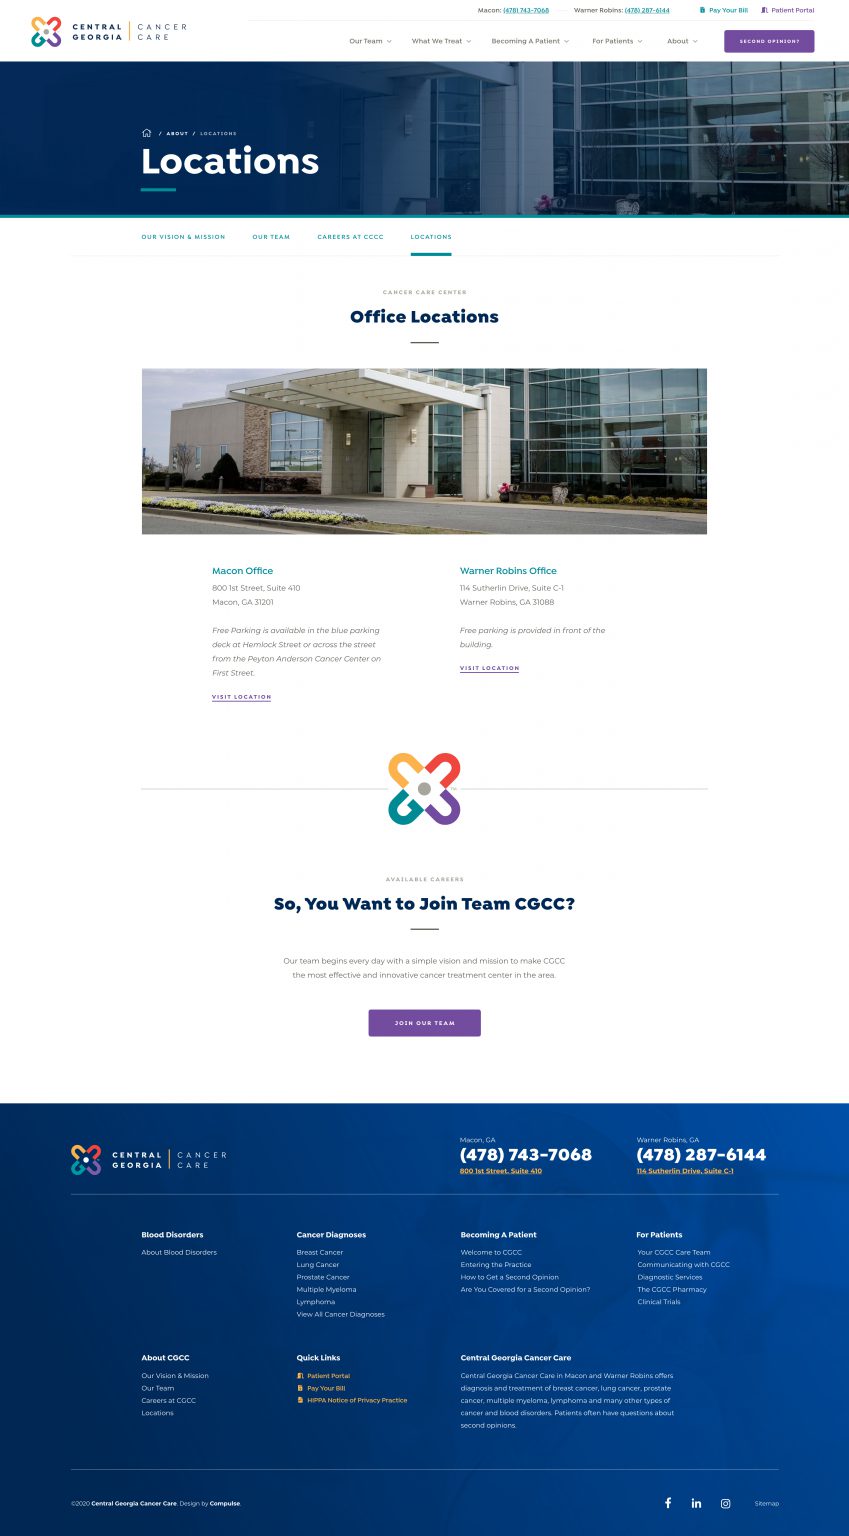 Macon: (478) 743-7068 Warner Robins: (478) 287-6144 Pay Your Bill Patient Portal
CENTRAL GEORGIA CANCER CARE
Our Team What We Treat Becoming A Patient For Patients About SECOND OPINION?
/ ABOUT / LOCATIONS
Locations
OUR VISION & MISSION OUR TEAM CAREERS AT CCCC LOCATIONS
CANCER CARE CENTER
Office Locations
Macon Office
800 1st Street, Suite 410
Macon, GA 31201
Free Parking is available in the blue parking
deck at Hemlock Street or across the street
from the Peyton Anderson Cancer Center on
First Street.
VISIT LOCATION
Warner Robins Office
114 Sutherlin Drive, Suite C-1
Warner Robins, GA 31088
Free parking is provided in front of the
building.
VISIT LOCATION
TM
AVAILABLE CAREERS
So, You Want to Join Team CGCC?
Our team begins every day with a simple vision and mission to make CGCC
the most effective and innovative cancer treatment center in the area.
JOIN OUR TEAM
CENTRAL GEORGIA CANCER CARE
Macon, GA
(478) 743-7068
800 1st Street, Suite 410
Warner Robins, GA
(478) 287-6144
114 Sutherlin Drive, Suite C-1
Blood Disorders
About Blood Disorders
Cancer Diagnoses
Breast Cancer
Lung Cancer
Prostate Cancer
Multiple Myeloma
Lymphoma
View All Cancer Diagnoses
Becoming A Patient
Welcome to CGCC
Entering the Practice
How to Get a Second Opinion
Are You Covered for a Second Opinion?
For Patients
Your CGCC Care Team
Communicating with CGCC
Diagnostic Services
The CGCC Pharmacy
Clinical Trials
About CGCC
Our Vision & Mission
Our Team
Careers at CGCC
Locations
Quick Links
Patient Portal
Pay Your Bill
HIPPA Notice of Privacy Practice
Central Georgia Cancer Care
Central Georgia Cancer Care in Macon and Warner Robins offers
diagnosis and treatment of breast cancer, lung cancer, prostate
cancer, multiple myeloma, lymphoma and many other types of
cancer and blood disorders. Patients often have questions about
second opinions.
©2020 Central Georgia Cancer Care. Design by Compulse.
Sitemap